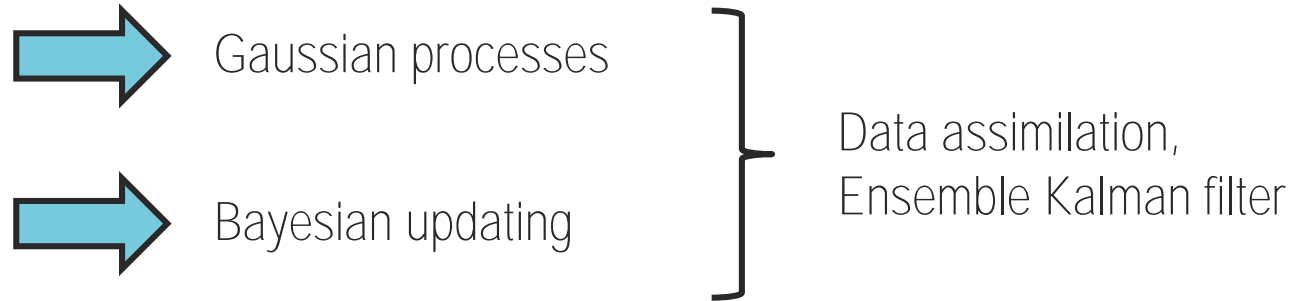 Gaussian processes
Bayesian updating
Data assimilation,
Ensemble Kalman filter